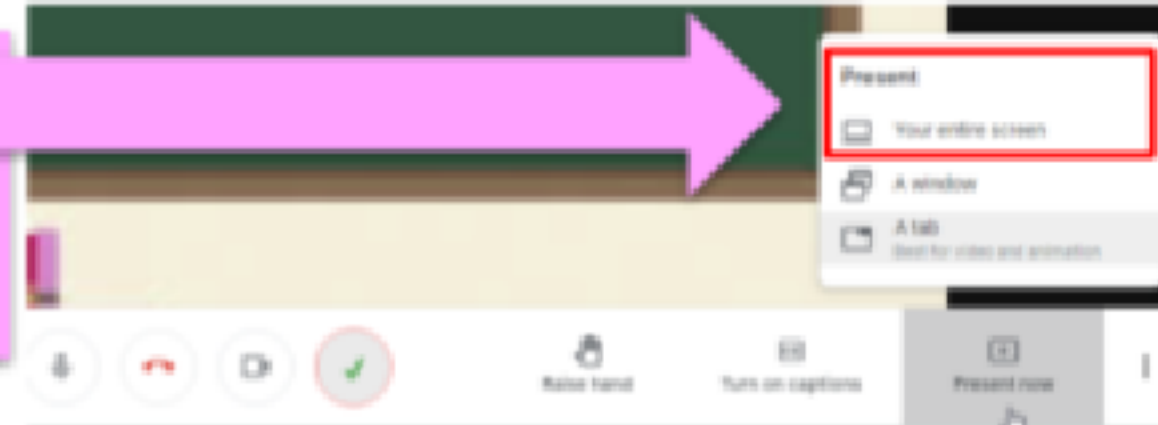 Present
Your entire screen
A window
A tab
Best for video and animation
Raise hand
Turn on captions
Present now